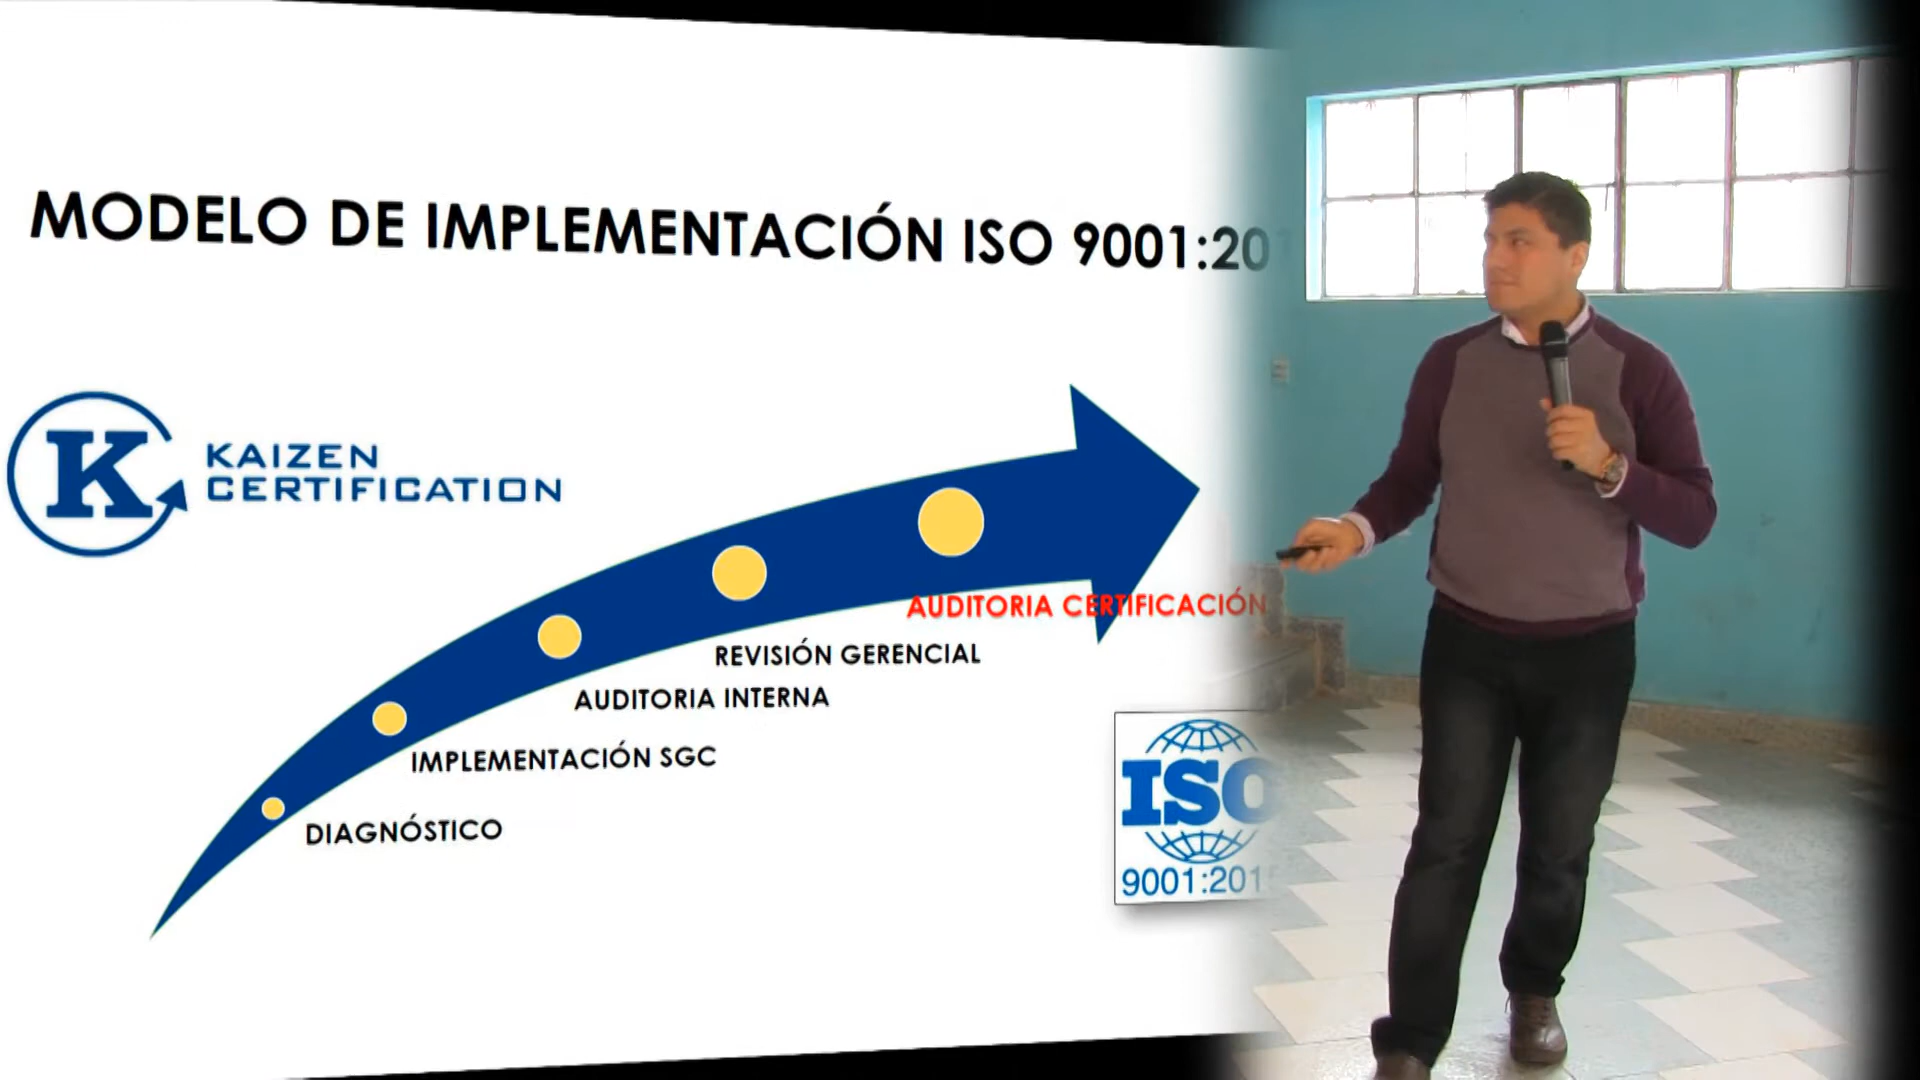 MODELO DE IMPLEMENTACIÓN ISO 9001:201
K
KAIZEN
CERTIFICATION
AUDITORIA CERTIFICACIÓN
REVISIÓN GERENCIAL
AUDITORIA INTERNA
IMPLEMENTACIÓN SGC
DIAGNÓSTICO
ISO
9001:2015